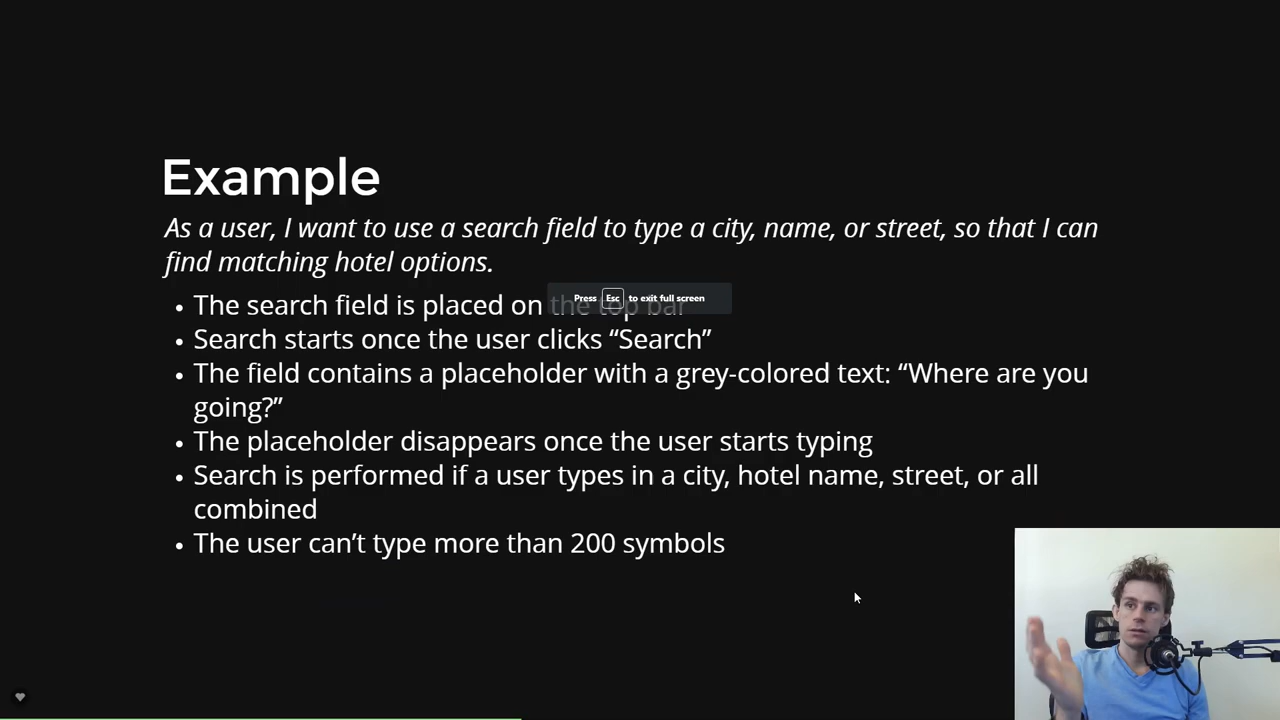 Example
As a user, I want to use a search field to type a city, name, or street, so that I can
find matching hotel options.
Press Esc to exit full screen
• The search field is placed on the top bar
• Search starts once the user clicks “Search”
• The field contains a placeholder with a grey-colored text: “Where are you
going?”
• The placeholder disappears once the user starts typing
• Search is performed if a user types in a city, hotel name, street, or all
combined
• The user can’t type more than 200 symbols